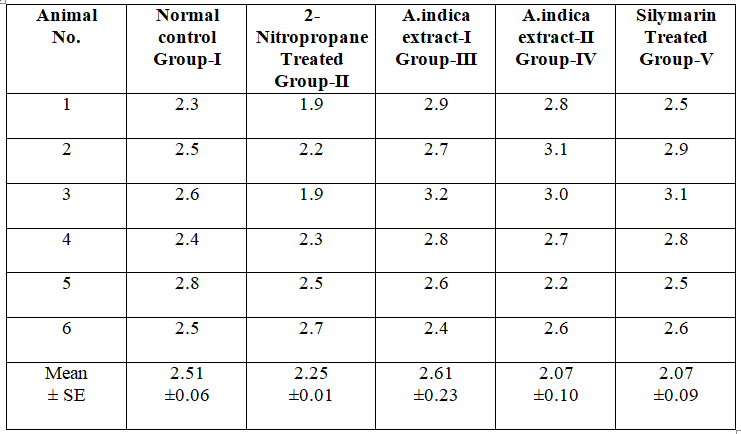 Animal No. | Normal control Group-I | 2-Nitropropane Treated Group-II | A.indica extract-I Group-III | A.indica extract-II Group-IV | Silymarin Treated Group-V
1 | 2.3 | 1.9 | 2.9 | 2.8 | 2.5
2 | 2.5 | 2.2 | 2.7 | 3.1 | 2.9
3 | 2.6 | 1.9 | 3.2 | 3.0 | 3.1
4 | 2.4 | 2.3 | 2.8 | 2.7 | 2.8
5 | 2.8 | 2.5 | 2.6 | 2.2 | 2.5
6 | 2.5 | 2.7 | 2.4 | 2.6 | 2.6
Mean ± SE | 2.51 ±0.06 | 2.25 ±0.01 | 2.61 ±0.23 | 2.07 ±0.10 | 2.07 ±0.09